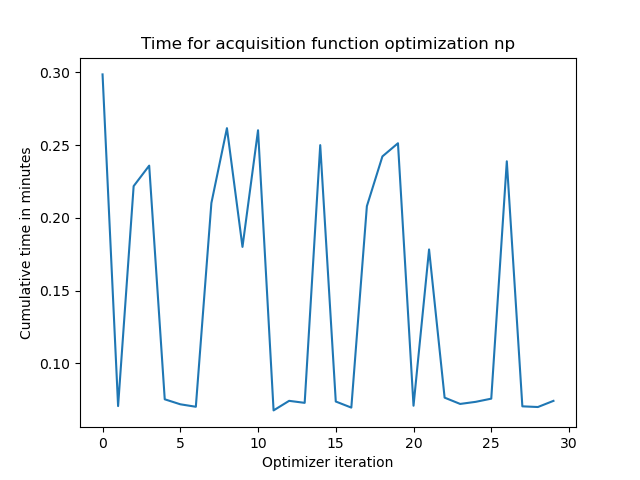 Time for acquisition function optimization np
0.30
0.25
0.20
0.15
0.10
Cumulative time in minutes
0 5 10 15 20 25 30
Optimizer iteration